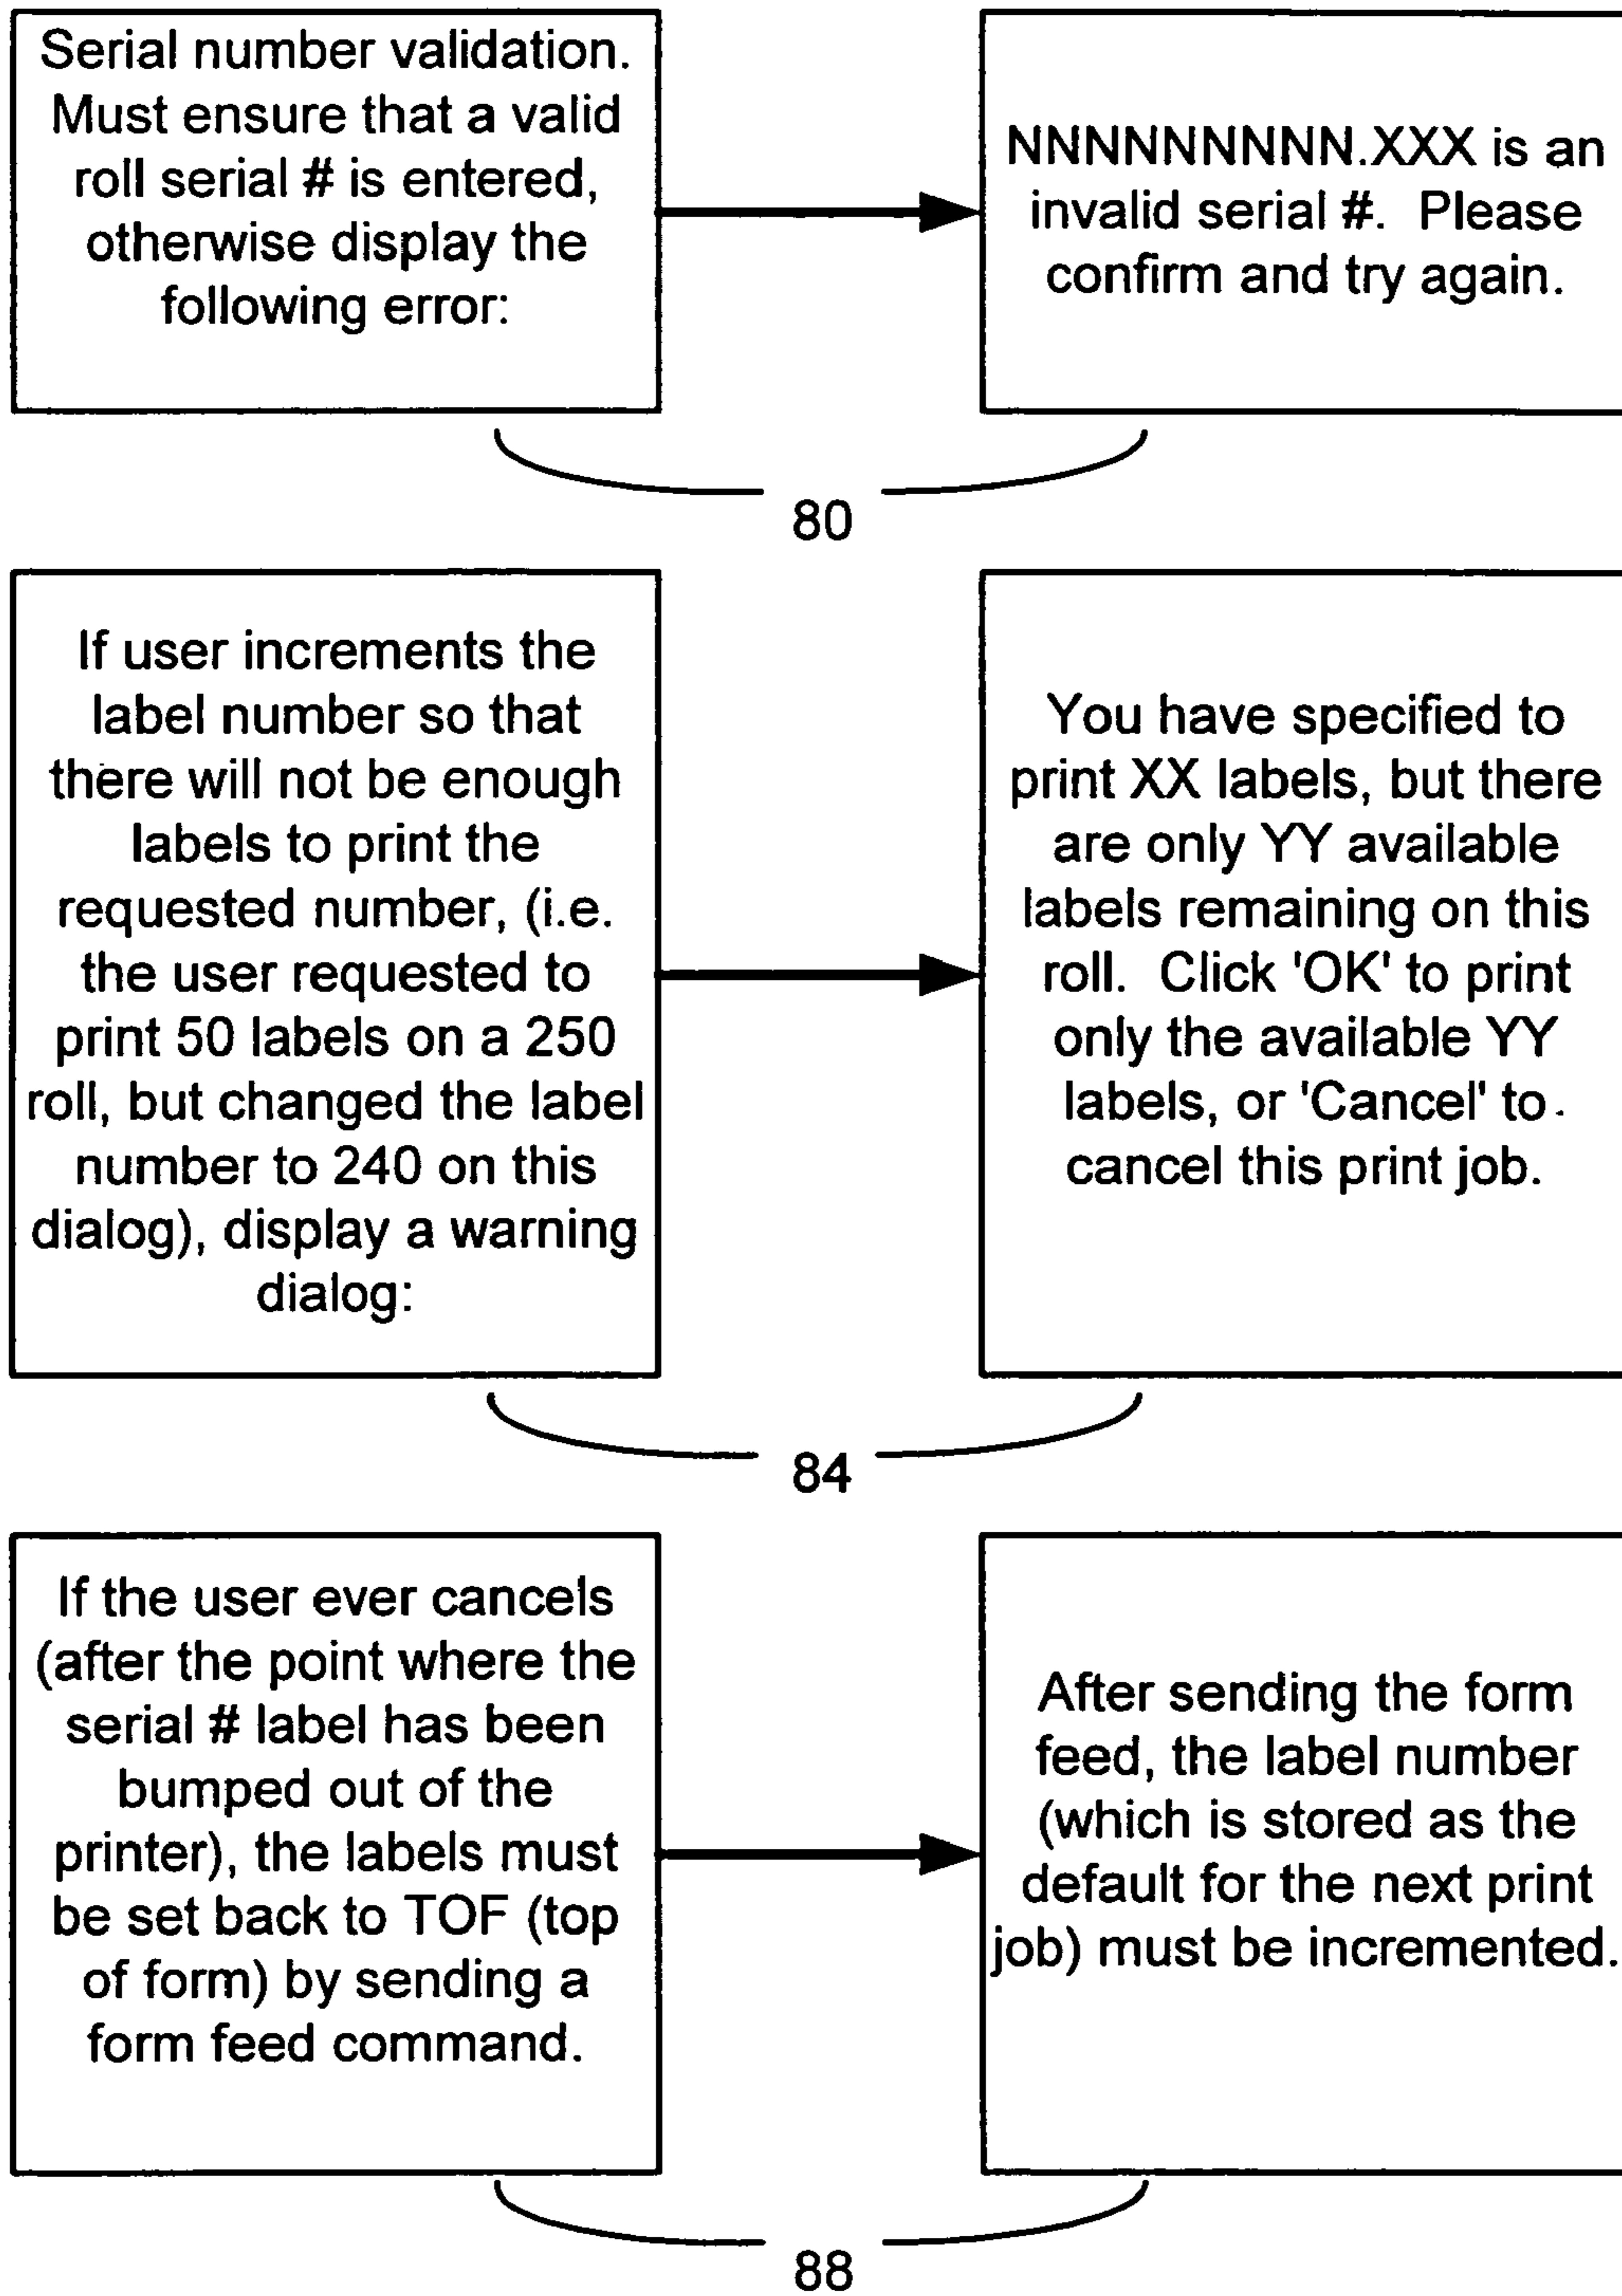 Serial number validation.
Must ensure that a valid
roll serial # is entered,
otherwise display the
following error:
NNNNNNNNNN.XXX is an
invalid serial #.  Please
confirm and try again.
80
If user increments the
label number so that
there will not be enough
labels to print the
requested number, (i.e.
the user requested to
print 50 labels on a 250
roll, but changed the label
number to 240 on this
dialog), display a warning
dialog:
You have specified to
print XX labels, but there
are only YY available
labels remaining on this
roll.  Click 'OK' to print
only the available YY
labels, or 'Cancel' to
cancel this print job.
84
If the user ever cancels
(after the point where the
serial # label has been
bumped out of the
printer), the labels must
be set back to TOF (top
of form) by sending a
form feed command.
After sending the form
feed, the label number
(which is stored as the
default for the next print
job) must be incremented.
88